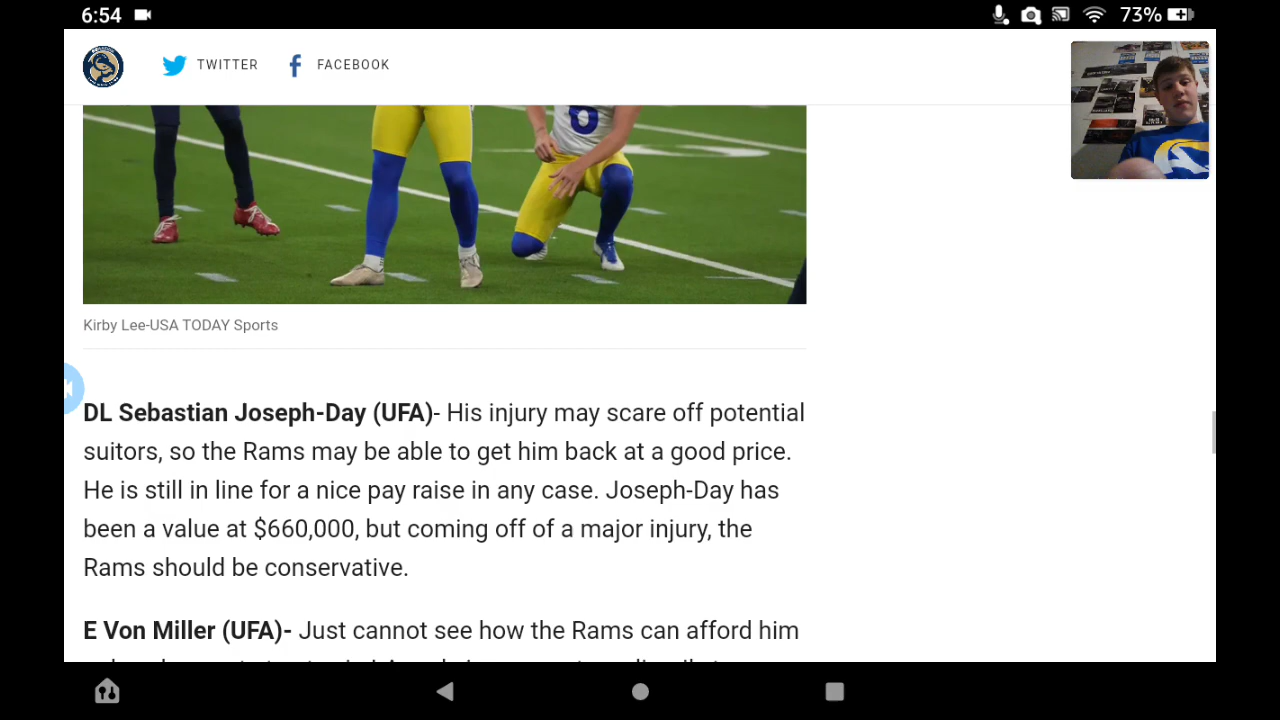 6:54
73%
TWITTER
FACEBOOK
Kirby Lee-USA TODAY Sports
DL Sebastian Joseph-Day (UFA)- His injury may scare off potential
suitors, so the Rams may be able to get him back at a good price.
He is still in line for a nice pay raise in any case. Joseph-Day has
been a value at $660,000, but coming off of a major injury, the
Rams should be conservative.
E Von Miller (UFA)- Just cannot see how the Rams can afford him